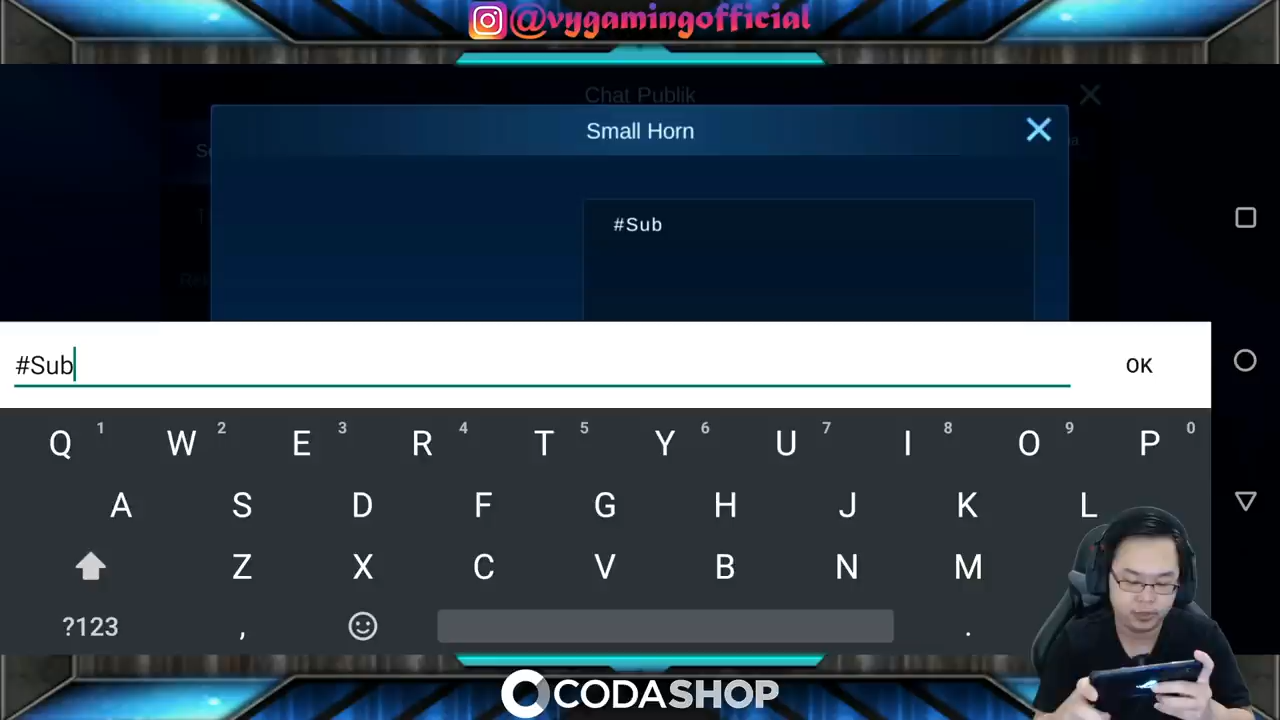 @vygamingofficial
Chat Publik
Small Horn
#Sub
#Sub
OK
Q 1 W 2 E 3 R 4 T 5 Y 6 U 7 I 8 O 9 P 0
A S D F G H J K L
Z X C V B N M
?123 , .
CODASHOP